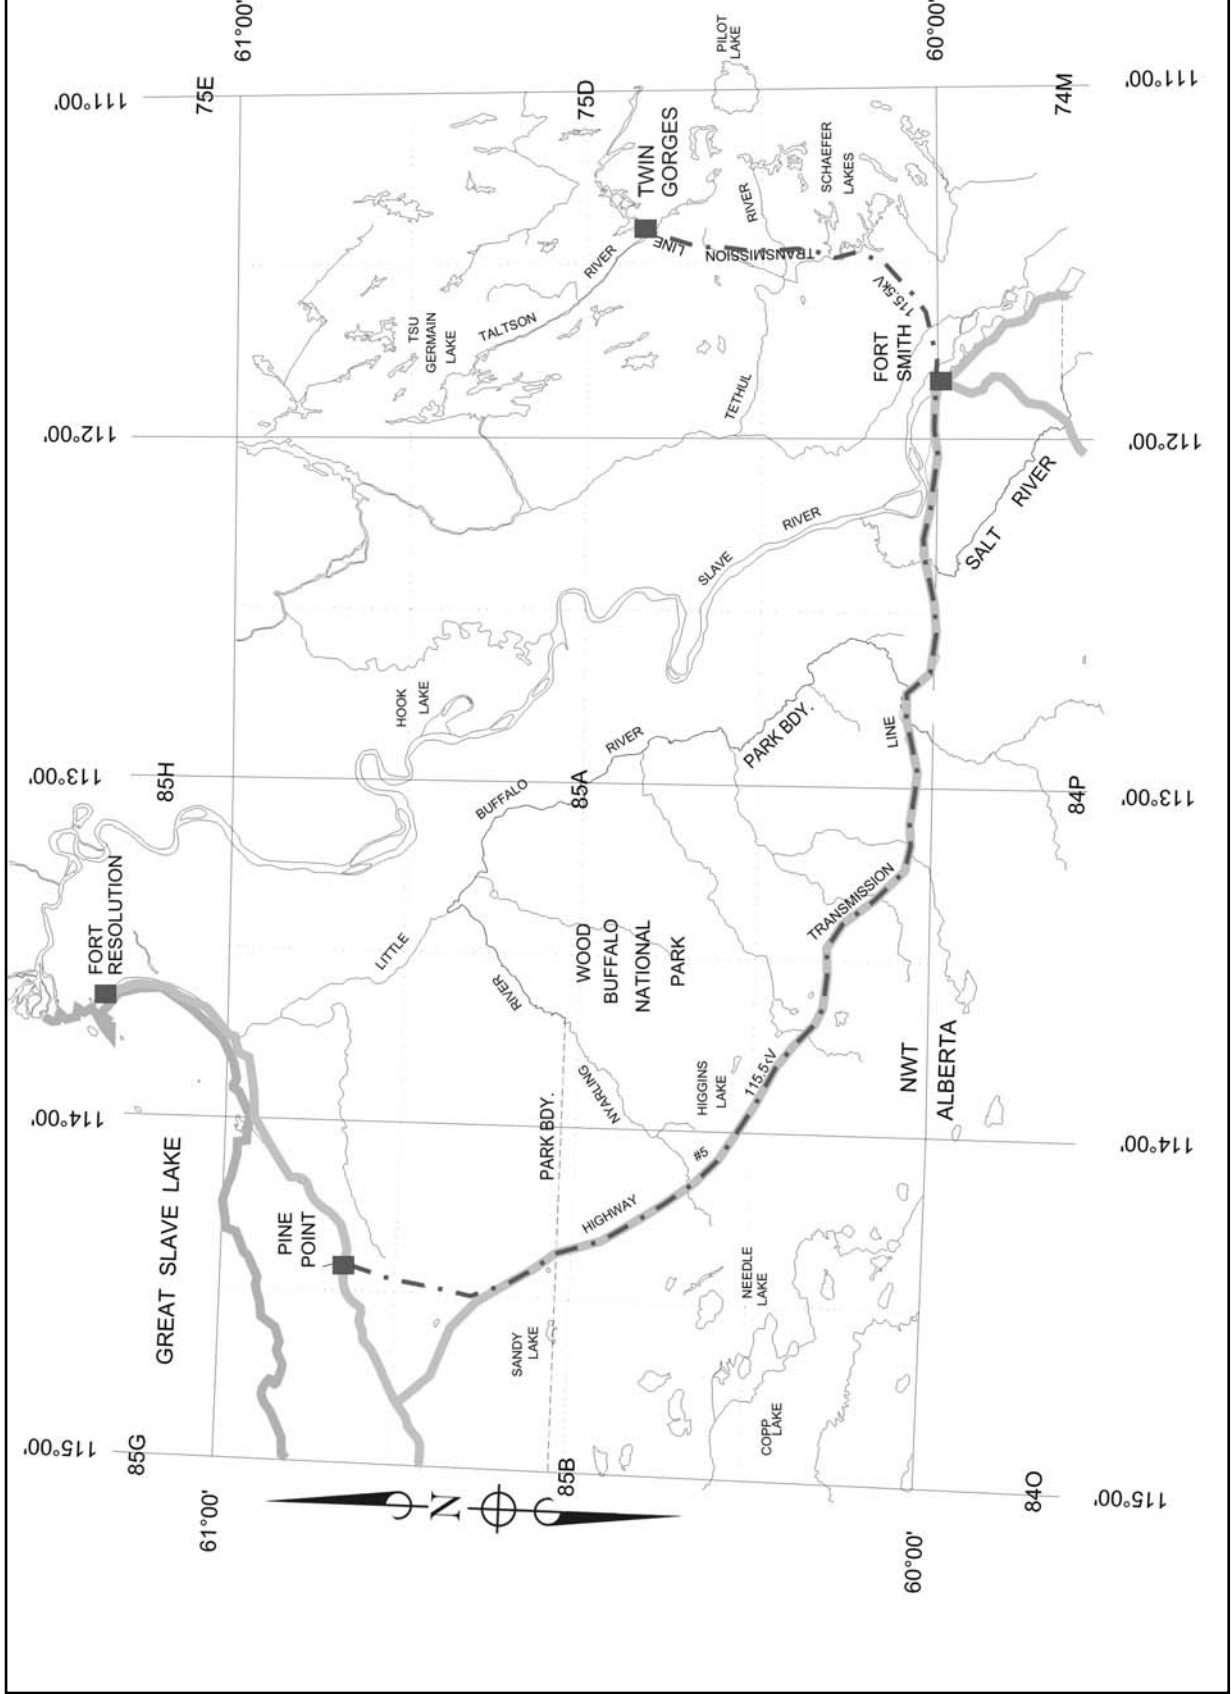 115°00'
114°00'
113°00'
112°00'
111°00'
61°00'
85G
85H
75E
61°00'
GREAT SLAVE LAKE
FORT
RESOLUTION
PINE
POINT
LITTLE
BUFFALO
RIVER
HOOK
LAKE
TSU
GERMAIN
LAKE
TALTSON
RIVER
TWIN
GORGES
N
SANDY
LAKE
PARK BDY.
85B
NYARLING
RIVER
WOOD
BUFFALO
NATIONAL
PARK
85A
SLAVE
RIVER
75D
PILOT
LAKE
HIGHWAY
#5
HIGGINS
LAKE
115.5kV
TRANSMISSION
LINE
PARK BDY.
TETHUL
RIVER
LINE
TRANSMISSION
115.5kV
SCHAEFER
LAKES
NEEDLE
LAKE
COPP
LAKE
FORT
SMITH
SALT RIVER
60°00'
NWT
ALBERTA
60°00'
84O
84P
74M
115°00'
114°00'
113°00'
112°00'
111°00'